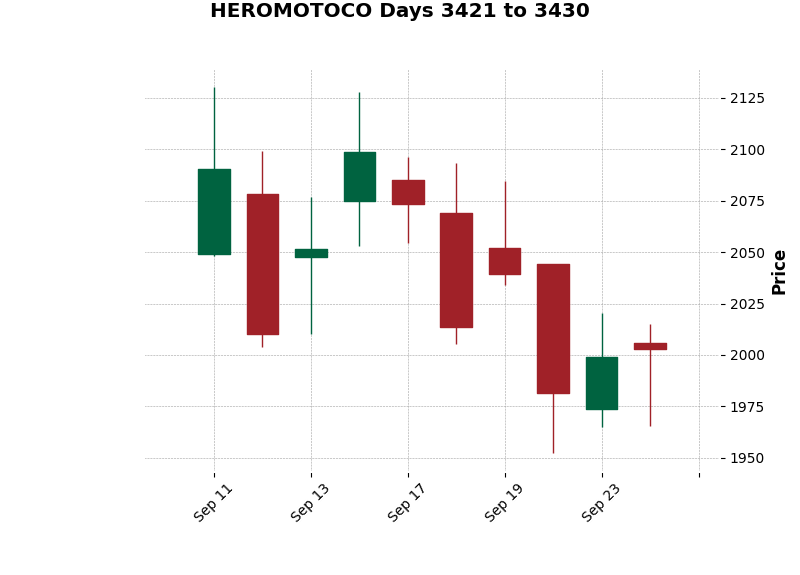 HEROMOTOCO Days 3421 to 3430
2125
2100
2075
2050
2025
2000
1975
1950
Price
Sep 11
Sep 13
Sep 17
Sep 19
Sep 23